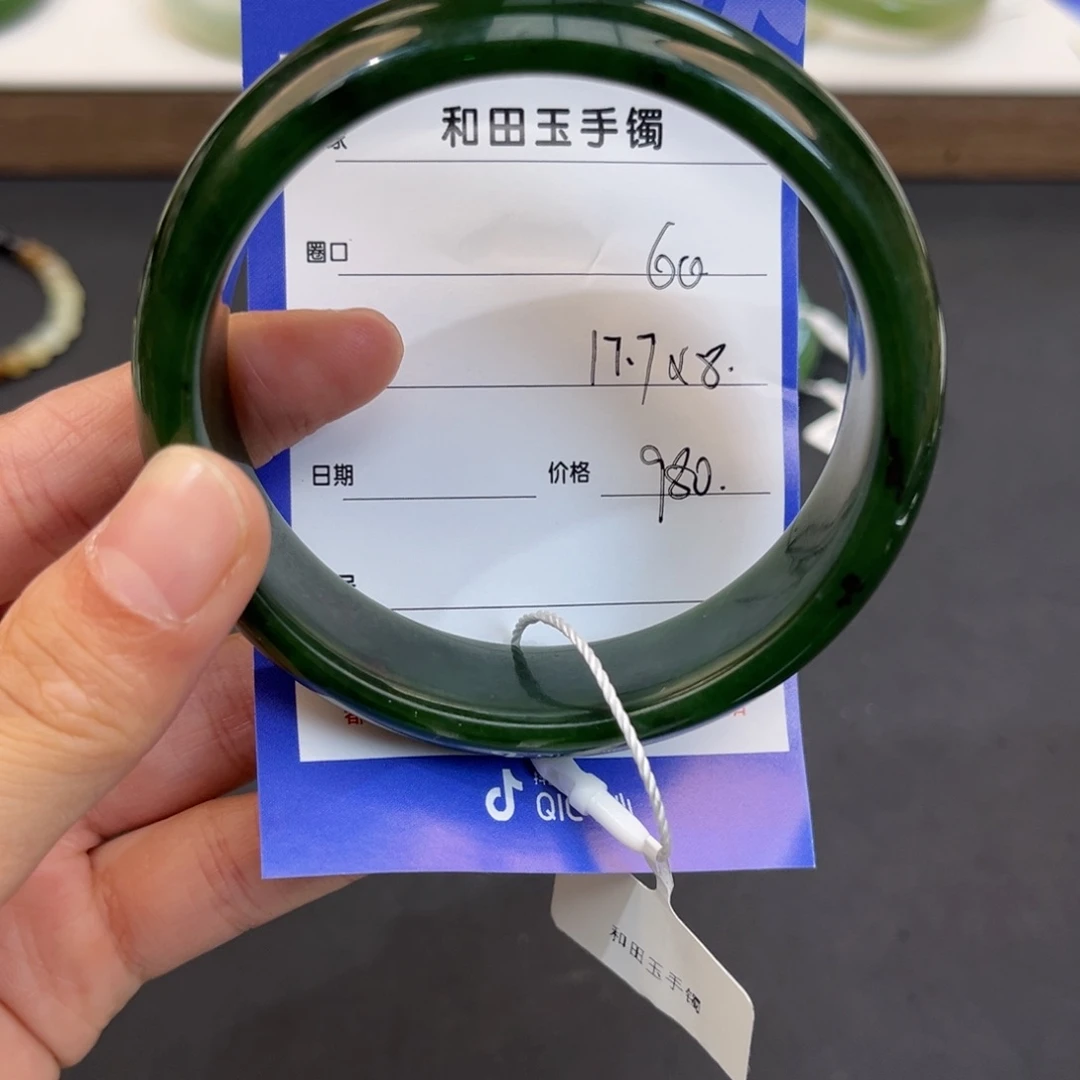 和田玉手镯
圈口 60
17.7x8.
日期 价格 980.
和田玉手镯